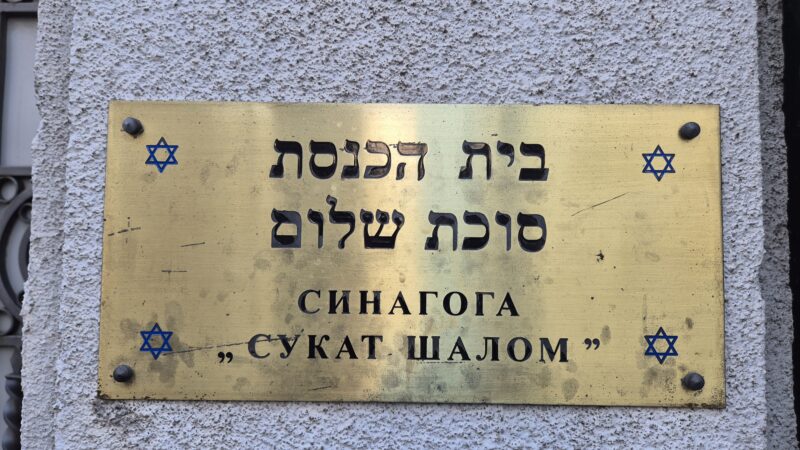 בית הכנסת
סוכת שלום
СИНАГОГА
„ СУКАТ ШАЛОМ ”